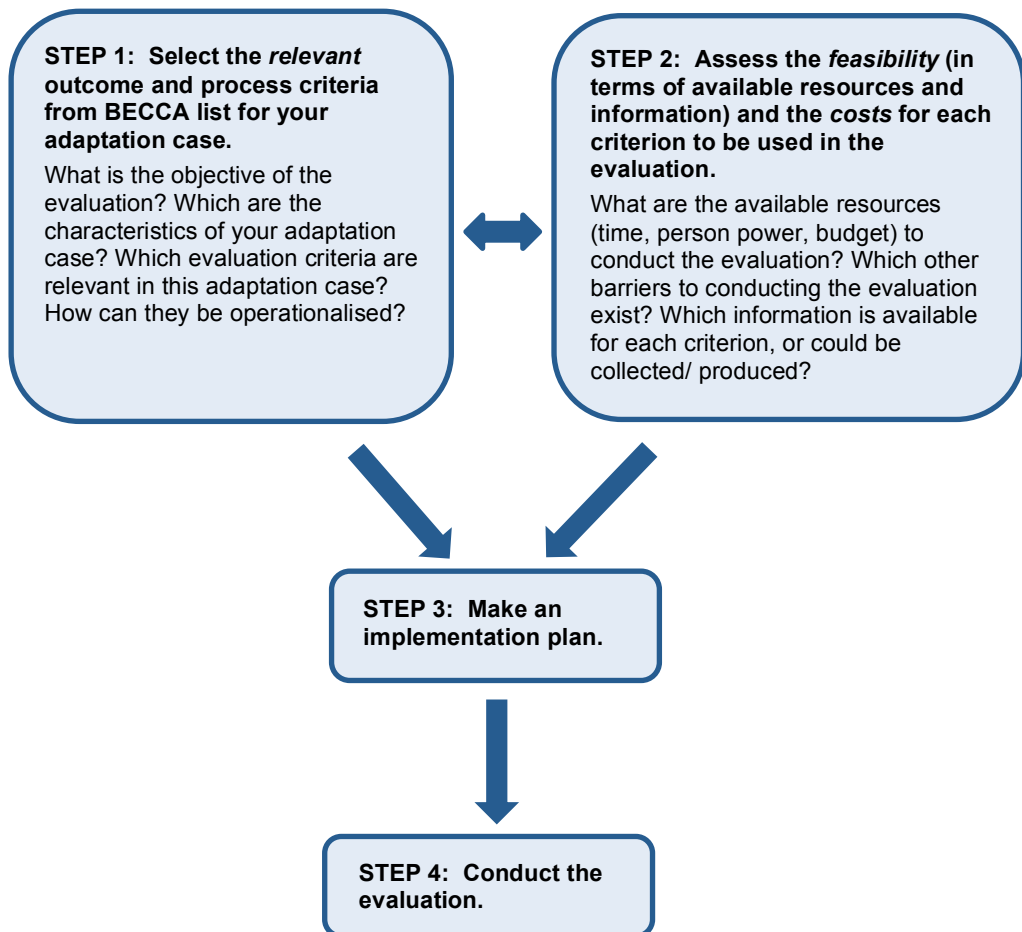 STEP 1:  Select the relevant
outcome and process criteria
from BECCA list for your
adaptation case.
What is the objective of the
evaluation? Which are the
characteristics of your adaptation
case? Which evaluation criteria are
relevant in this adaptation case?
How can they be operationalised?
STEP 2:  Assess the feasibility (in
terms of available resources and
information) and the costs for each
criterion to be used in the
evaluation.
What are the available resources
(time, person power, budget) to
conduct the evaluation? Which other
barriers to conducting the evaluation
exist? Which information is available
for each criterion, or could be
collected/ produced?
STEP 3:  Make an
implementation plan.
STEP 4:  Conduct the
evaluation.